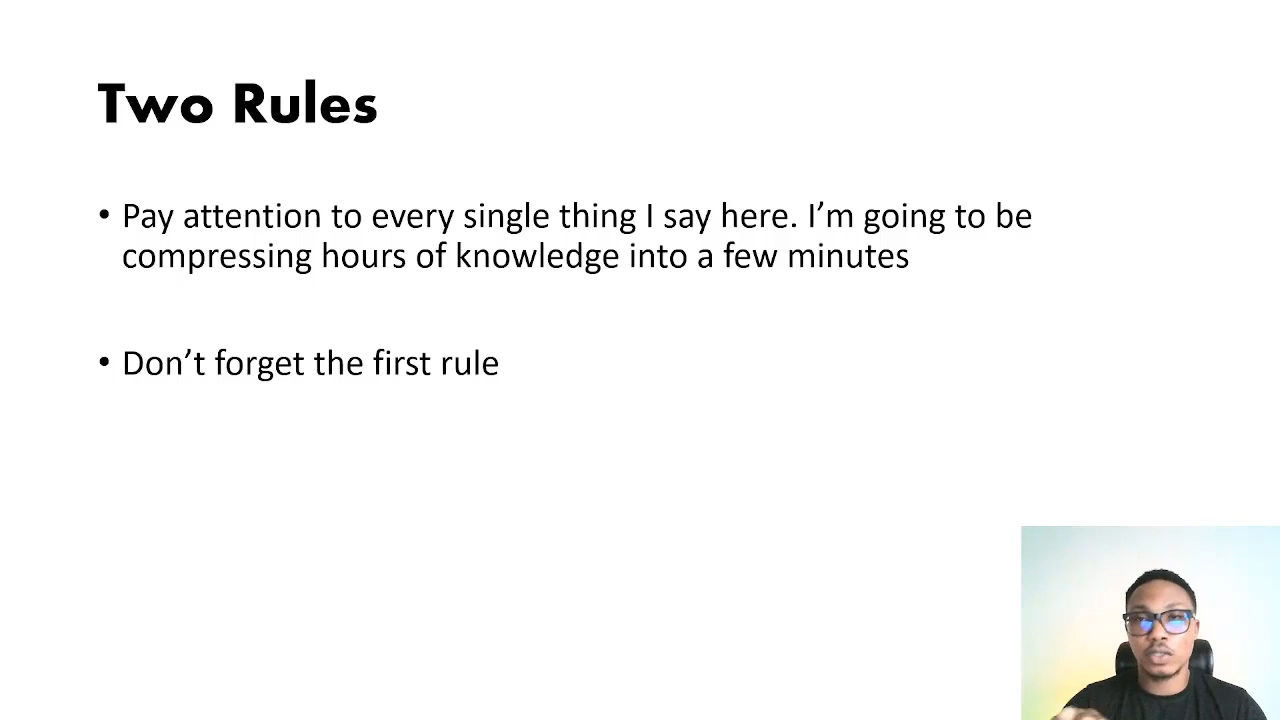 Two Rules
• Pay attention to every single thing I say here. I’m going to be
compressing hours of knowledge into a few minutes
• Don’t forget the first rule